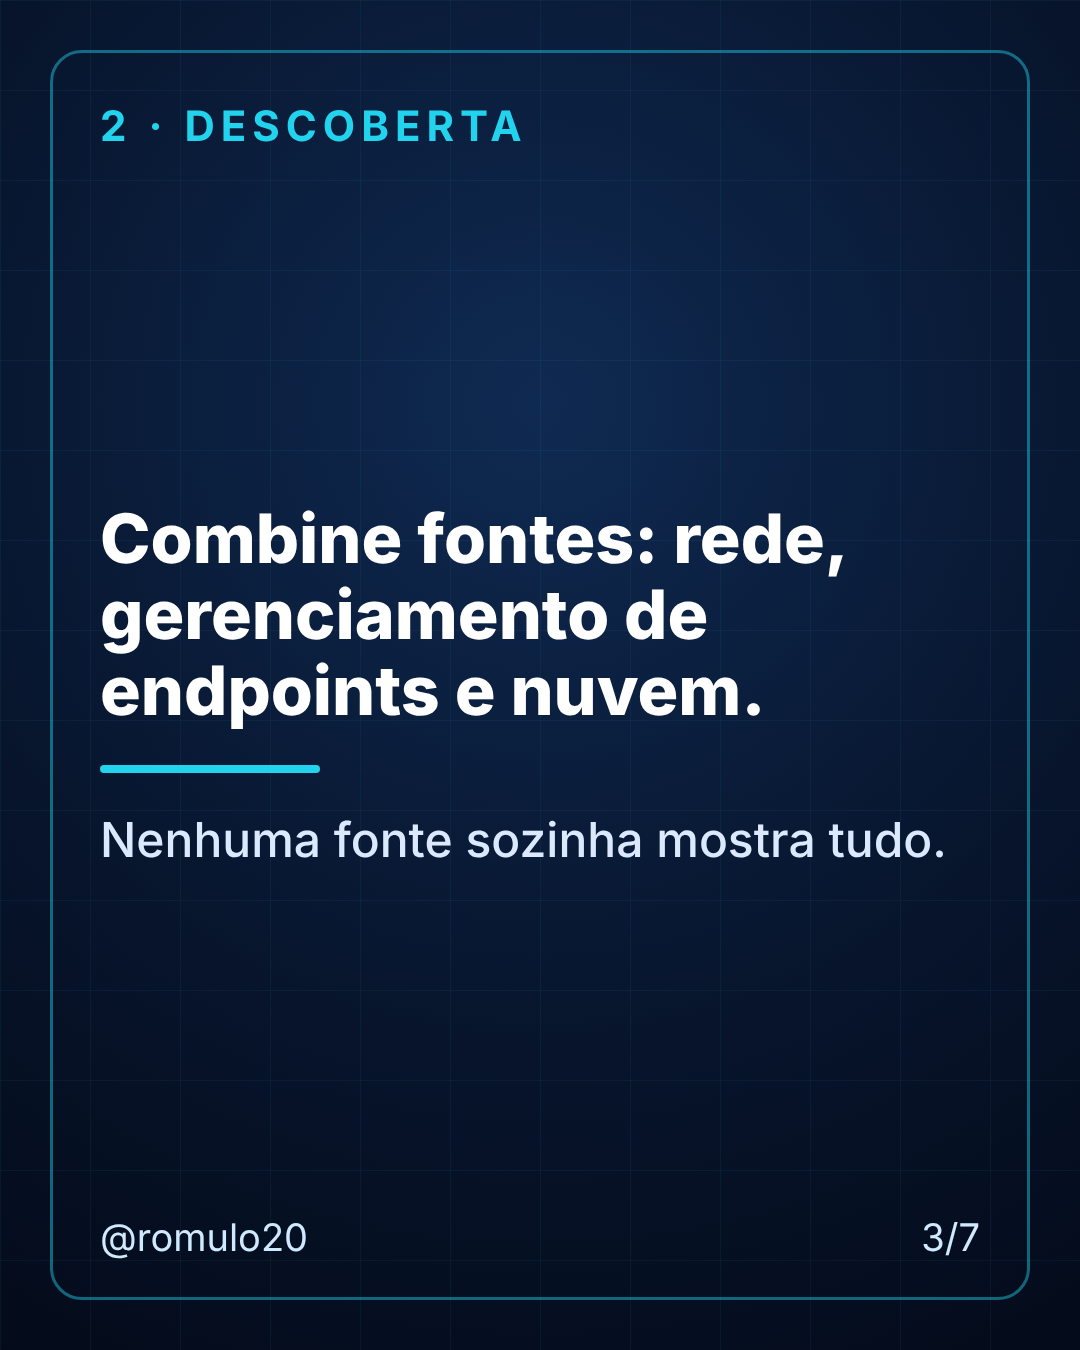 2 · DESCOBERTA
Combine fontes: rede,
gerenciamento de
endpoints e nuvem.
Nenhuma fonte sozinha mostra tudo.
@romulo20
3/7